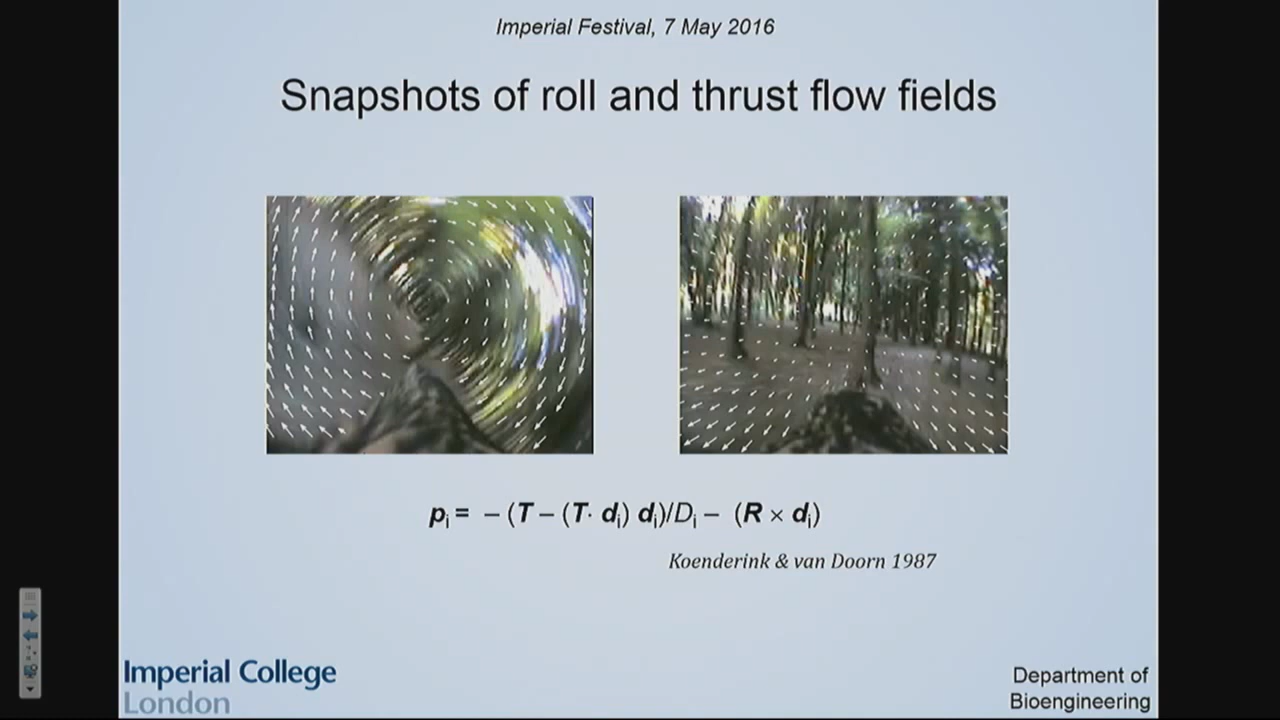 Imperial Festival, 7 May 2016
Snapshots of roll and thrust flow fields
pᵢ = – (T – (T· dᵢ) dᵢ)/Dᵢ – (R × dᵢ)
Koenderink & van Doorn 1987
Imperial College
London
Department of
Bioengineering